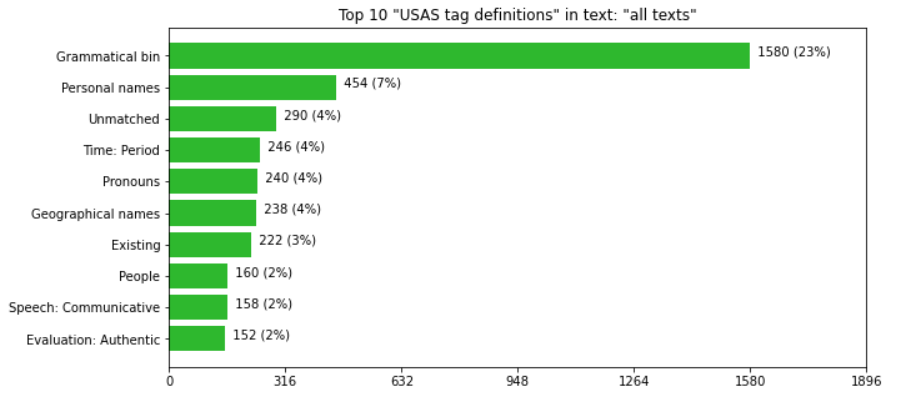 Top 10 "USAS tag definitions" in text: "all texts"
Grammatical bin 1580 (23%)
Personal names 454 (7%)
Unmatched 290 (4%)
Time: Period 246 (4%)
Pronouns 240 (4%)
Geographical names 238 (4%)
Existing 222 (3%)
People 160 (2%)
Speech: Communicative 158 (2%)
Evaluation: Authentic 152 (2%)
0 316 632 948 1264 1580 1896